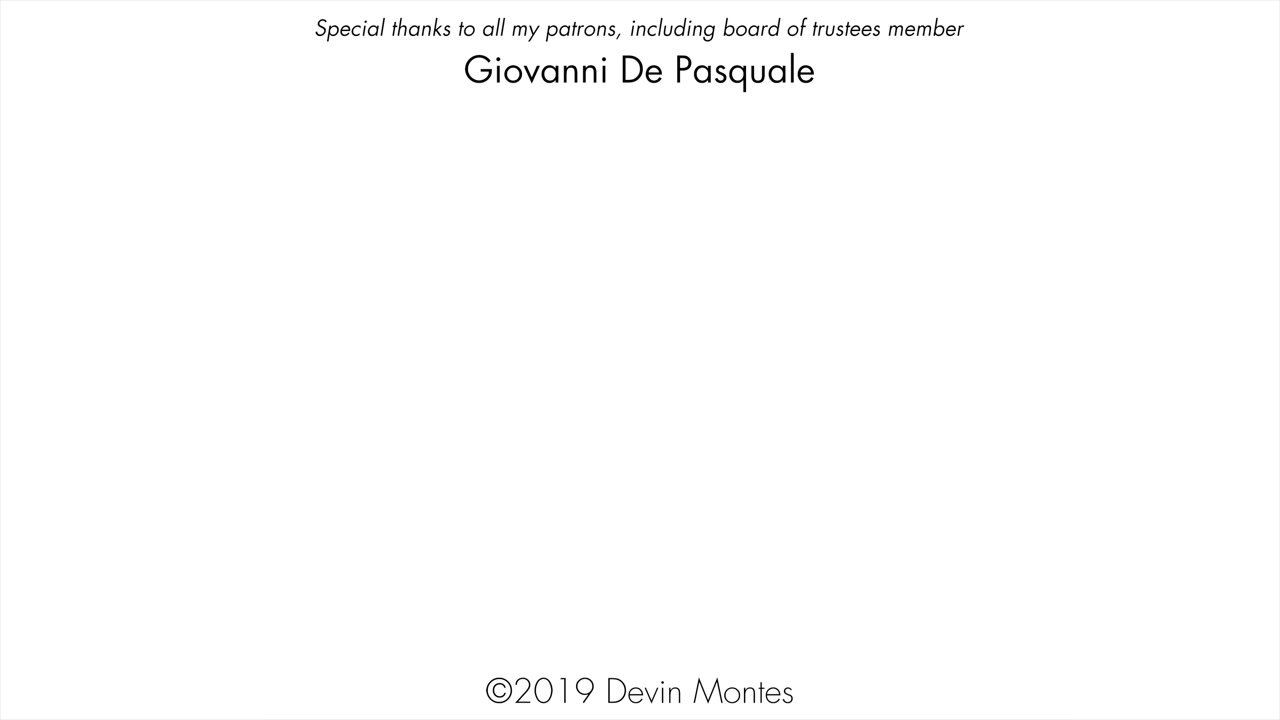 Special thanks to all my patrons, including board of trustees member
Giovanni De Pasquale
©2019 Devin Montes